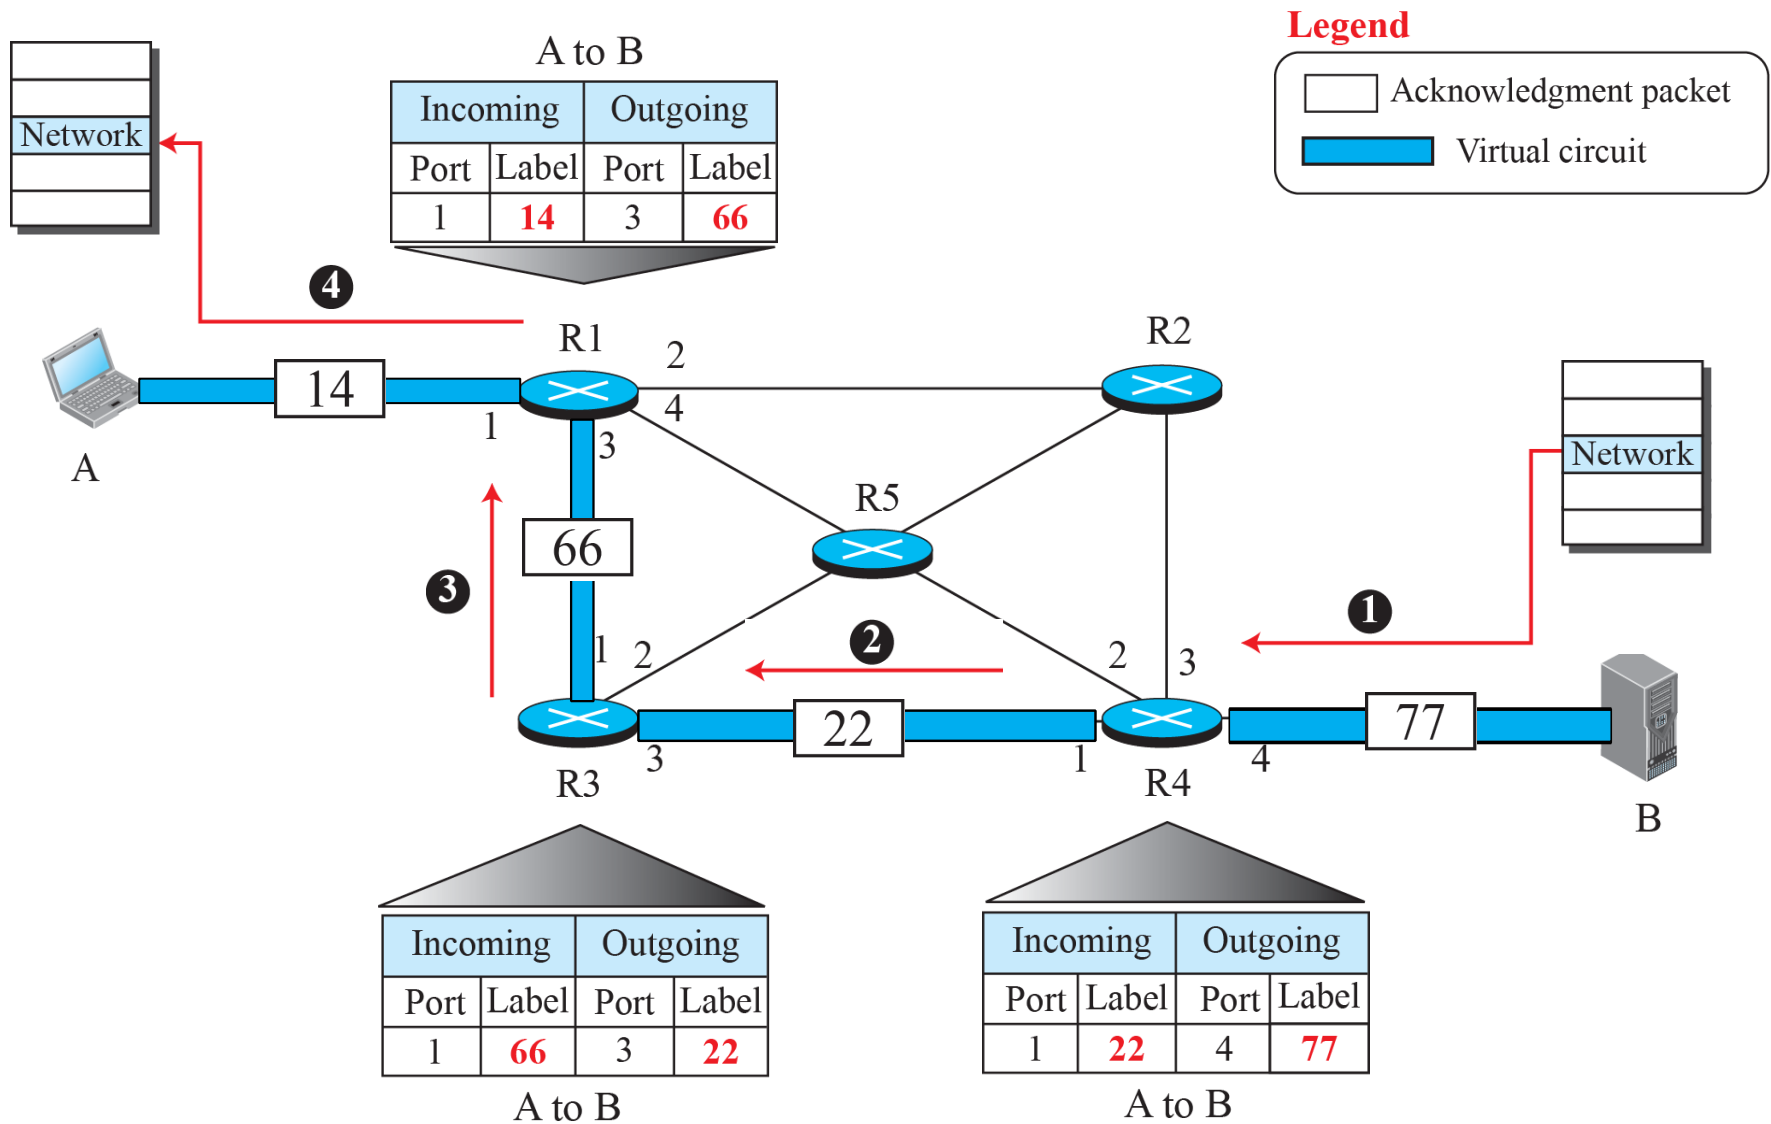 Legend
Acknowledgment packet
Virtual circuit
A to B
Incoming Outgoing
Port Label Port Label
1 14 3 66
Network
4
R1
2
R2
14
4
1
3
A
Network
R5
66
3
1
2
2
1
2
3
22
77
3
1
4
R3
R4
B
Incoming Outgoing
Port Label Port Label
1 66 3 22
A to B
Incoming Outgoing
Port Label Port Label
1 22 4 77
A to B